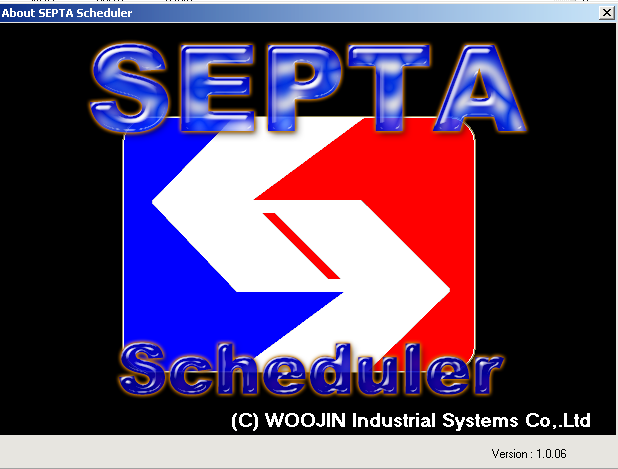 About SEPTA Scheduler
SEPTA
Scheduler
(C) WOOJIN Industrial Systems Co,.Ltd
Version : 1.0.06